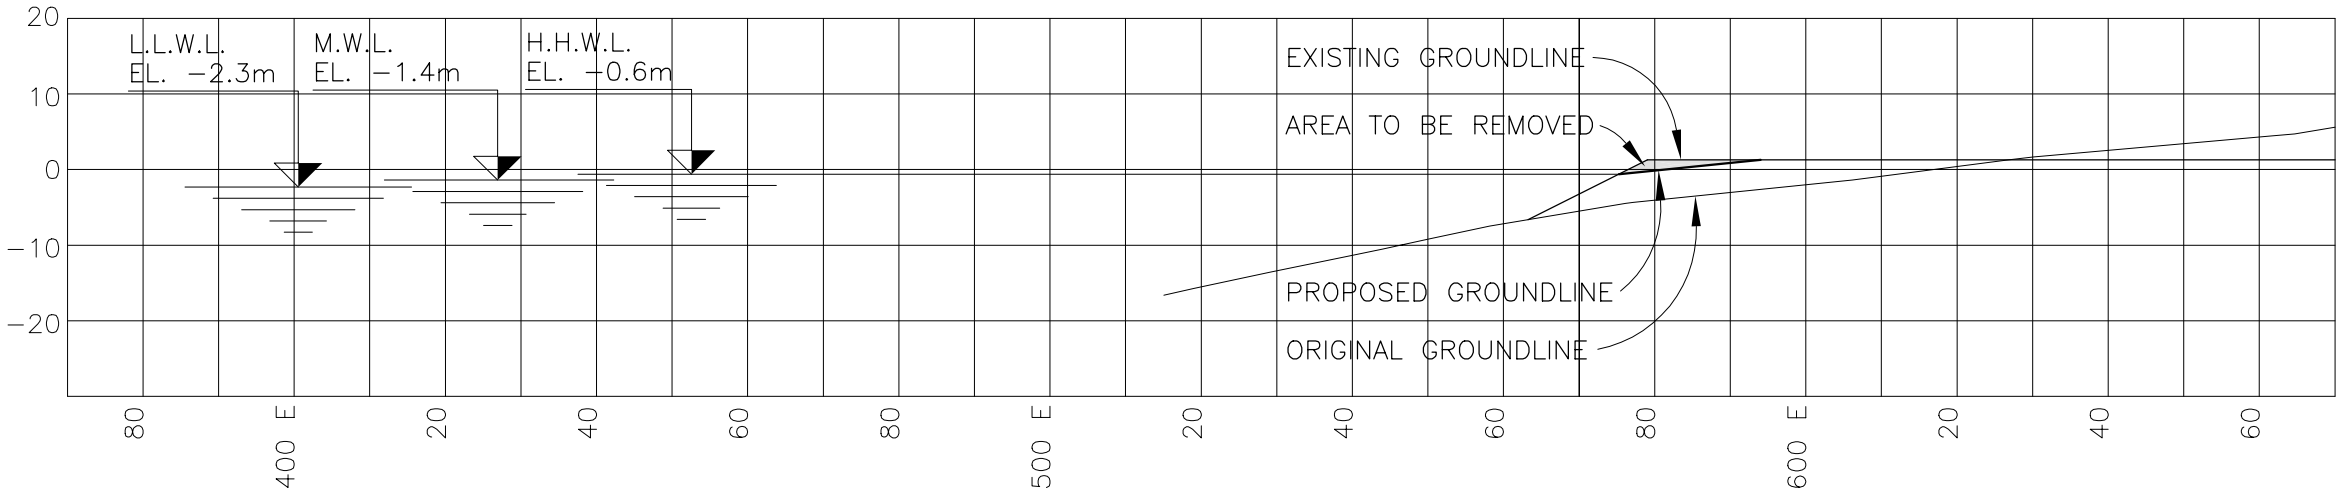 20
L.L.W.L.
EL. -2.3m
M.W.L.
EL. -1.4m
H.H.W.L.
EL. -0.6m
EXISTING GROUNDLINE
10
AREA TO BE REMOVED
0
-10
PROPOSED GROUNDLINE
-20
ORIGINAL GROUNDLINE
80
400 E
20
40
60
80
500 E
20
40
60
80
600 E
20
40
60